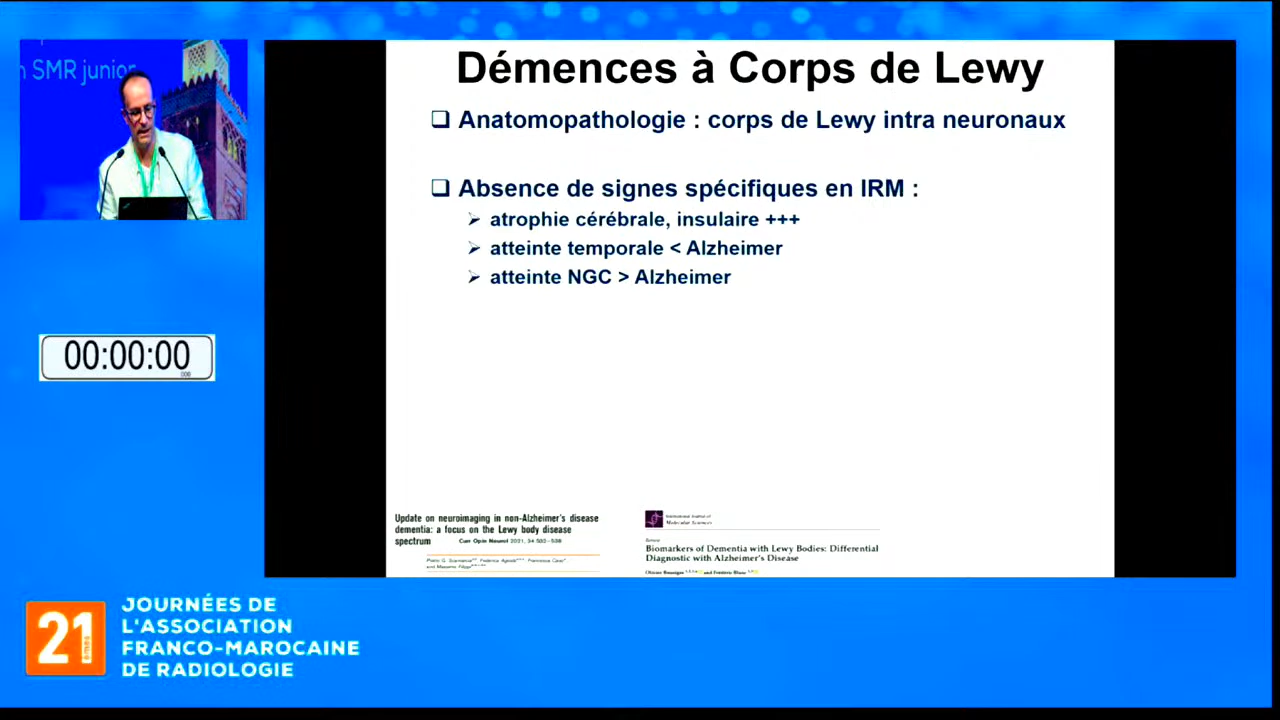 n SMR junior
Démences à Corps de Lewy
Anatomopathologie : corps de Lewy intra neuronaux
Absence de signes spécifiques en IRM :
atrophie cérébrale, insulaire +++
atteinte temporale < Alzheimer
atteinte NGC > Alzheimer
00:00:00
Update on neuroimaging in non-Alzheimer's disease
dementia: a focus on the Lewy body disease
spectrum
Curr Opin Neurol 2021, 34:532–538
International Journal of
Molecular Sciences
Review
Biomarkers of Dementia with Lewy Bodies: Differential
Diagnostic with Alzheimer's Disease
21
èmes
JOURNÉES DE
L'ASSOCIATION
FRANCO-MAROCAINE
DE RADIOLOGIE